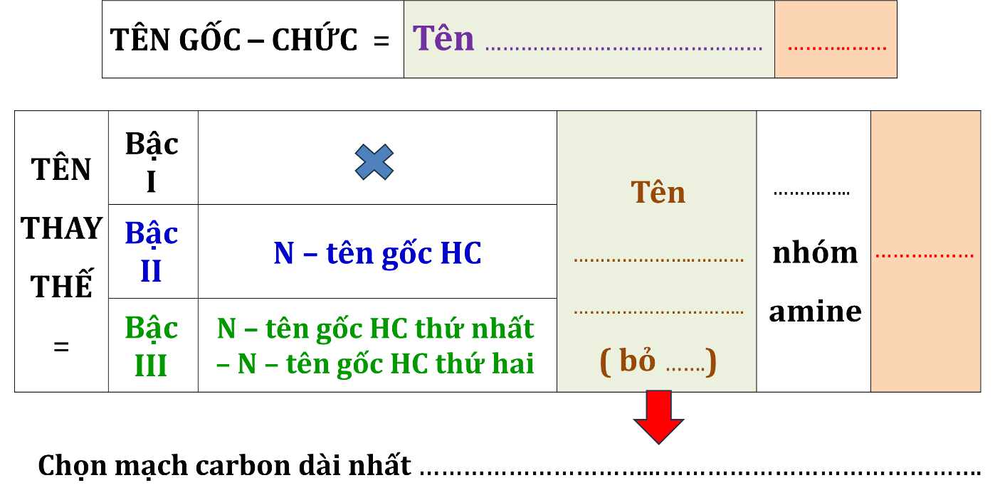 TÊN GỐC – CHỨC =
Tên ……………………………………
………………
TÊN
THAY
THẾ
=
Bậc
I
Bậc
II
N – tên gốc HC
Bậc
III
N – tên gốc HC thứ nhất
– N – tên gốc HC thứ hai
Tên
…………………………
…………………………
( bỏ …….)
……………
nhóm
amine
………………
Chọn mạch carbon dài nhất ……………………………………………………………………..